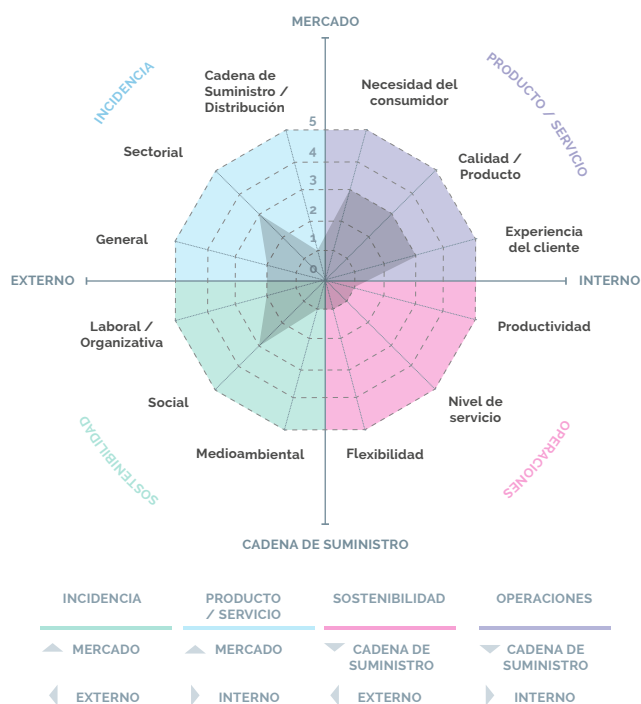 MERCADO
INCIDENCIA
PRODUCTO / SERVICIO
Cadena de
Suministro /
Distribución
Necesidad del
consumidor
5
Sectorial
4
Calidad /
Producto
3
2
General
Experiencia
del cliente
1
0
EXTERNO
INTERNO
Laboral /
Organizativa
Productividad
Social
Nivel de
servicio
SOSTENIBILIDAD
OPERACIONES
Medioambiental
Flexibilidad
CADENA DE SUMINISTRO
INCIDENCIA
PRODUCTO
/ SERVICIO
SOSTENIBILIDAD
OPERACIONES
MERCADO
MERCADO
CADENA DE
SUMINISTRO
CADENA DE
SUMINISTRO
EXTERNO
INTERNO
EXTERNO
INTERNO